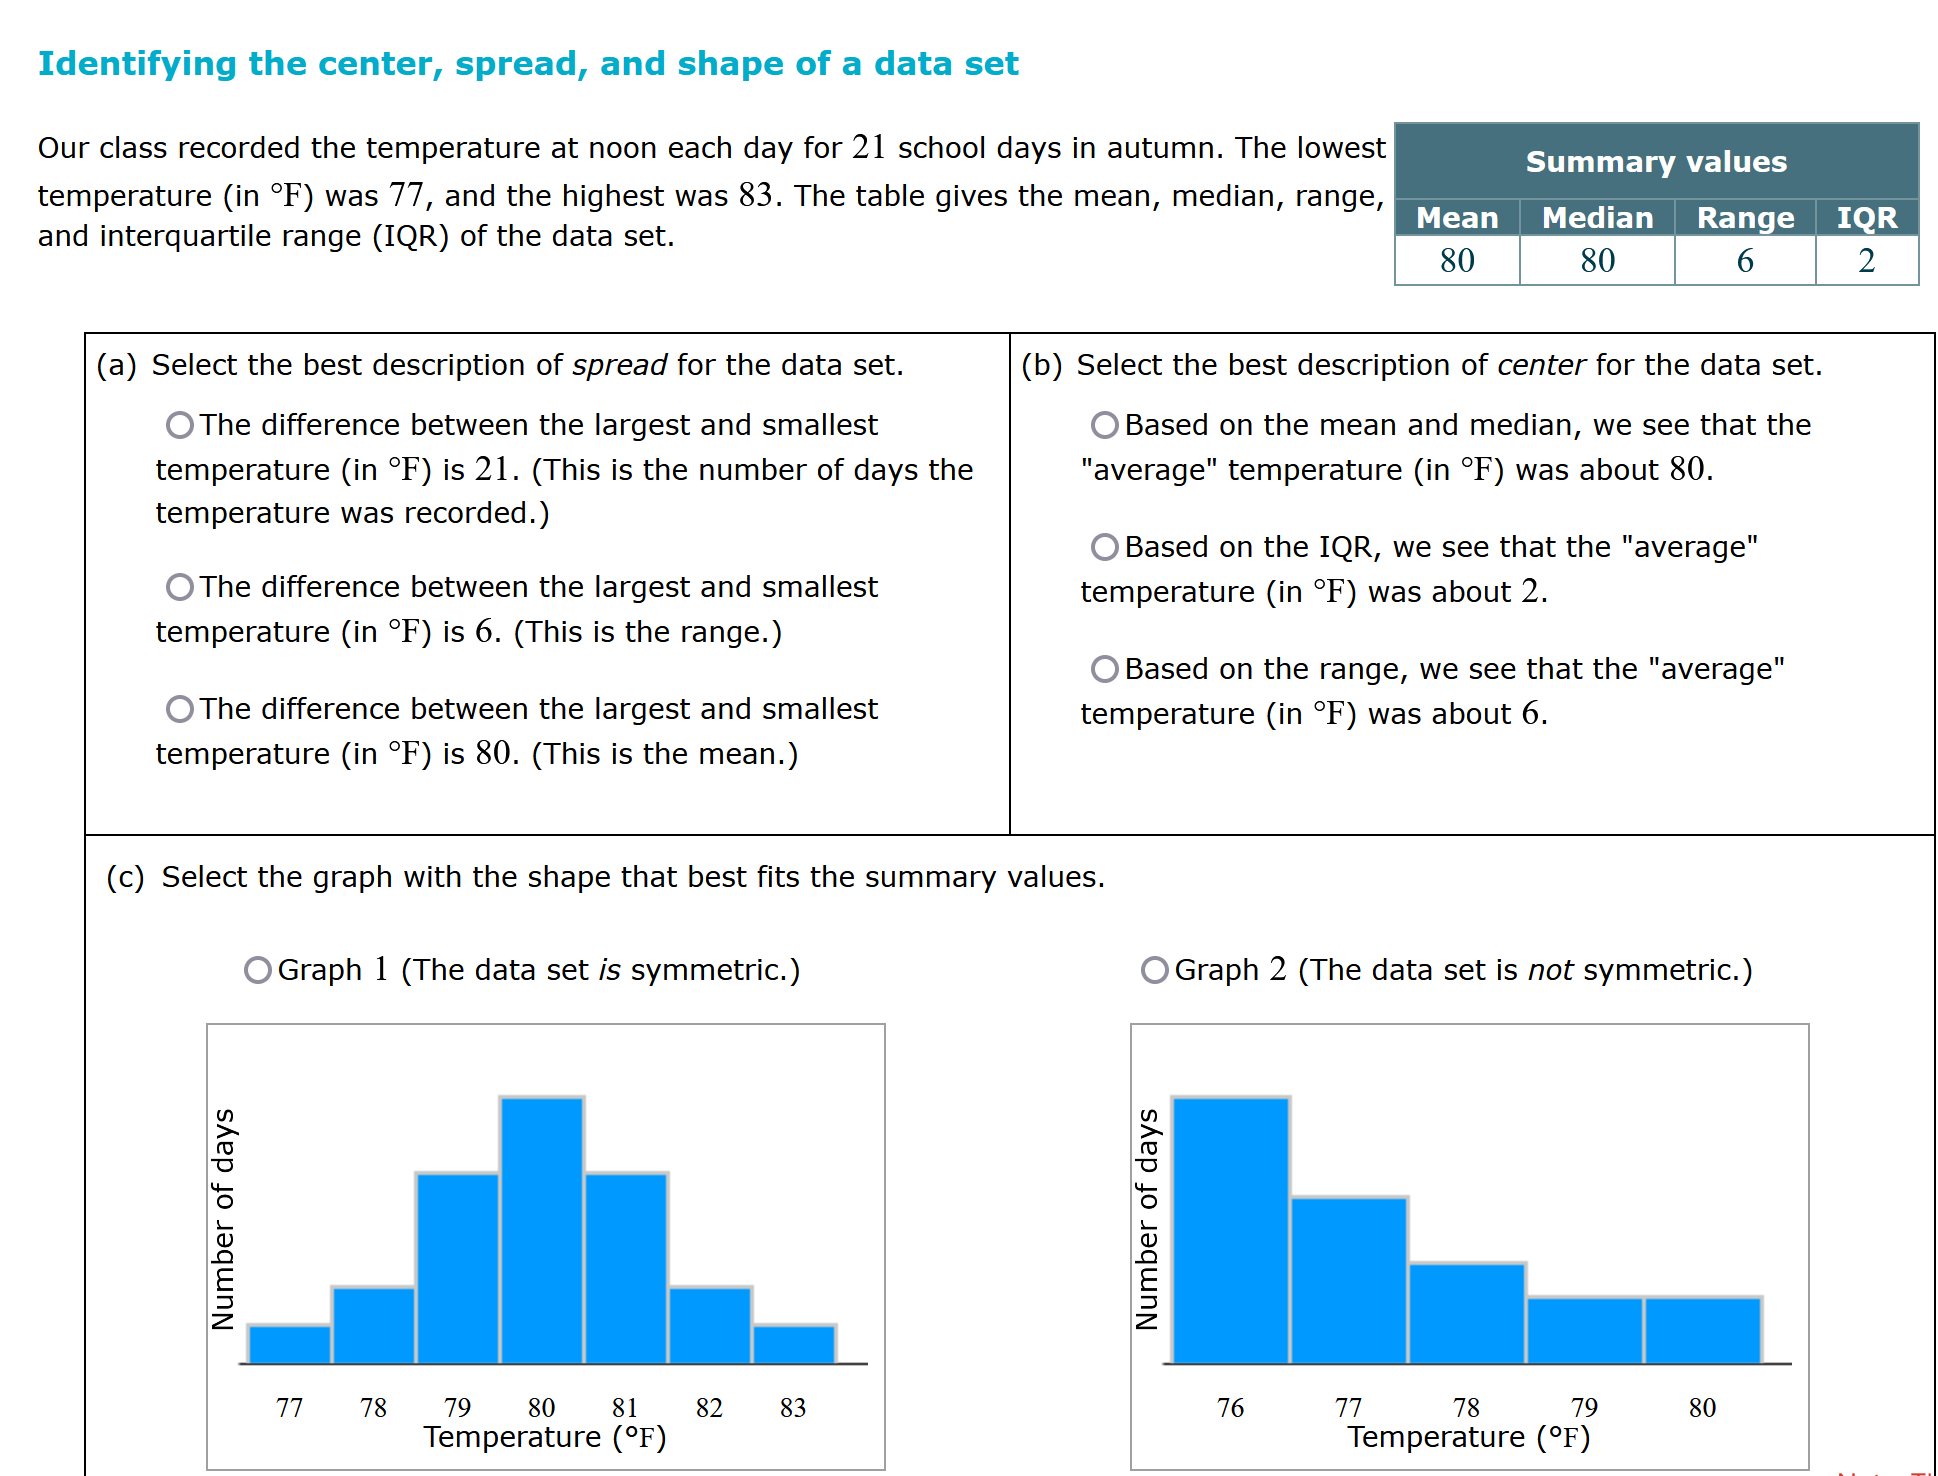 Identifying the center, spread, and shape of a data set
Our class recorded the temperature at noon each day for 21 school days in autumn. The lowest
temperature (in °F) was 77, and the highest was 83. The table gives the mean, median, range,
and interquartile range (IQR) of the data set.
Summary values
Mean Median Range IQR
80 80 6 2
(a) Select the best description of spread for the data set.
The difference between the largest and smallest
temperature (in °F) is 21. (This is the number of days the
temperature was recorded.)
The difference between the largest and smallest
temperature (in °F) is 6. (This is the range.)
The difference between the largest and smallest
temperature (in °F) is 80. (This is the mean.)
(b) Select the best description of center for the data set.
Based on the mean and median, we see that the
"average" temperature (in °F) was about 80.
Based on the IQR, we see that the "average"
temperature (in °F) was about 2.
Based on the range, we see that the "average"
temperature (in °F) was about 6.
(c) Select the graph with the shape that best fits the summary values.
Graph 1 (The data set is symmetric.)
Number of days
77 78 79 80 81 82 83
Temperature (°F)
Graph 2 (The data set is not symmetric.)
Number of days
76 77 78 79 80
Temperature (°F)